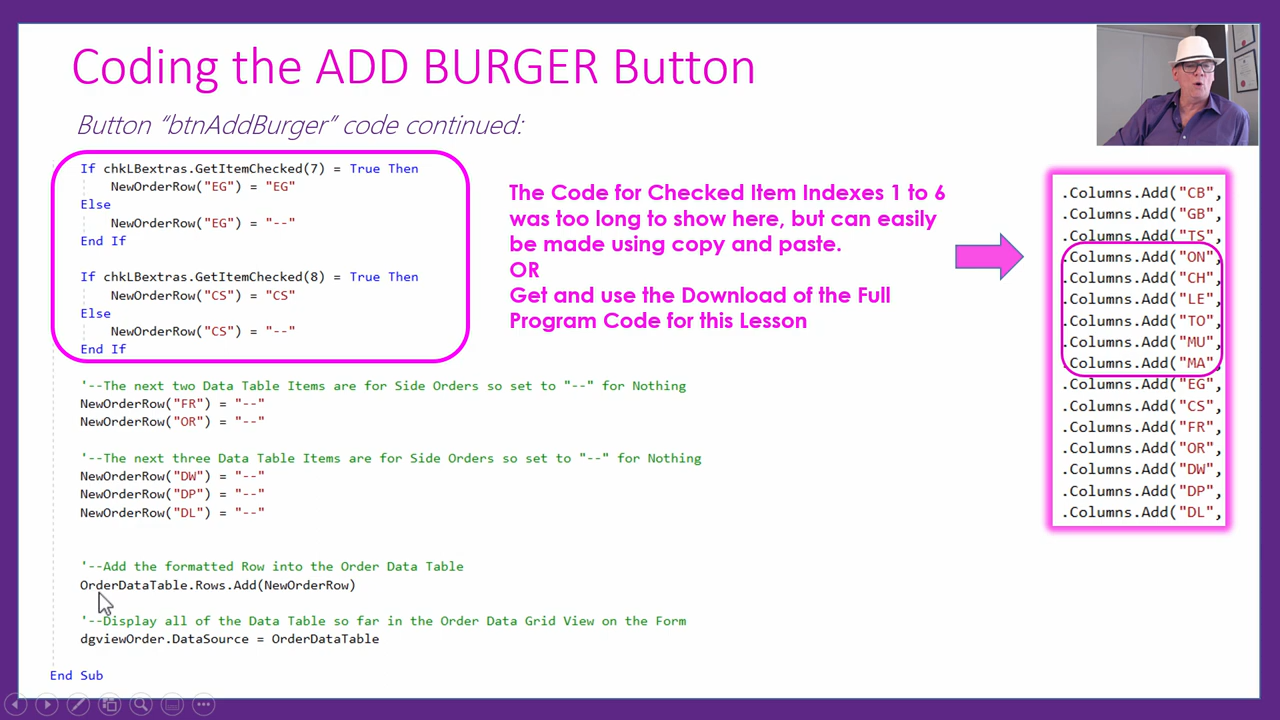 Coding the ADD BURGER Button
Button “btnAddBurger” code continued:
If chkLBextras.GetItemChecked(7) = True Then
NewOrderRow("EG") = "EG"
Else
NewOrderRow("EG") = "--"
End If
If chkLBextras.GetItemChecked(8) = True Then
NewOrderRow("CS") = "CS"
Else
NewOrderRow("CS") = "--"
End If
'--The next two Data Table Items are for Side Orders so set to "--" for Nothing
NewOrderRow("FR") = "--"
NewOrderRow("OR") = "--"
'--The next three Data Table Items are for Side Orders so set to "--" for Nothing
NewOrderRow("DW") = "--"
NewOrderRow("DP") = "--"
NewOrderRow("DL") = "--"
'--Add the formatted Row into the Order Data Table
OrderDataTable.Rows.Add(NewOrderRow)
'--Display all of the Data Table so far in the Order Data Grid View on the Form
dgviewOrder.DataSource = OrderDataTable
End Sub
The Code for Checked Item Indexes 1 to 6
was too long to show here, but can easily
be made using copy and paste.
OR
Get and use the Download of the Full
Program Code for this Lesson
.Columns.Add("CB",
.Columns.Add("GB",
.Columns.Add("TS",
.Columns.Add("ON",
.Columns.Add("CH",
.Columns.Add("LE",
.Columns.Add("TO",
.Columns.Add("MU",
.Columns.Add("MA",
.Columns.Add("EG",
.Columns.Add("CS",
.Columns.Add("FR",
.Columns.Add("OR",
.Columns.Add("DW",
.Columns.Add("DP",
.Columns.Add("DL",